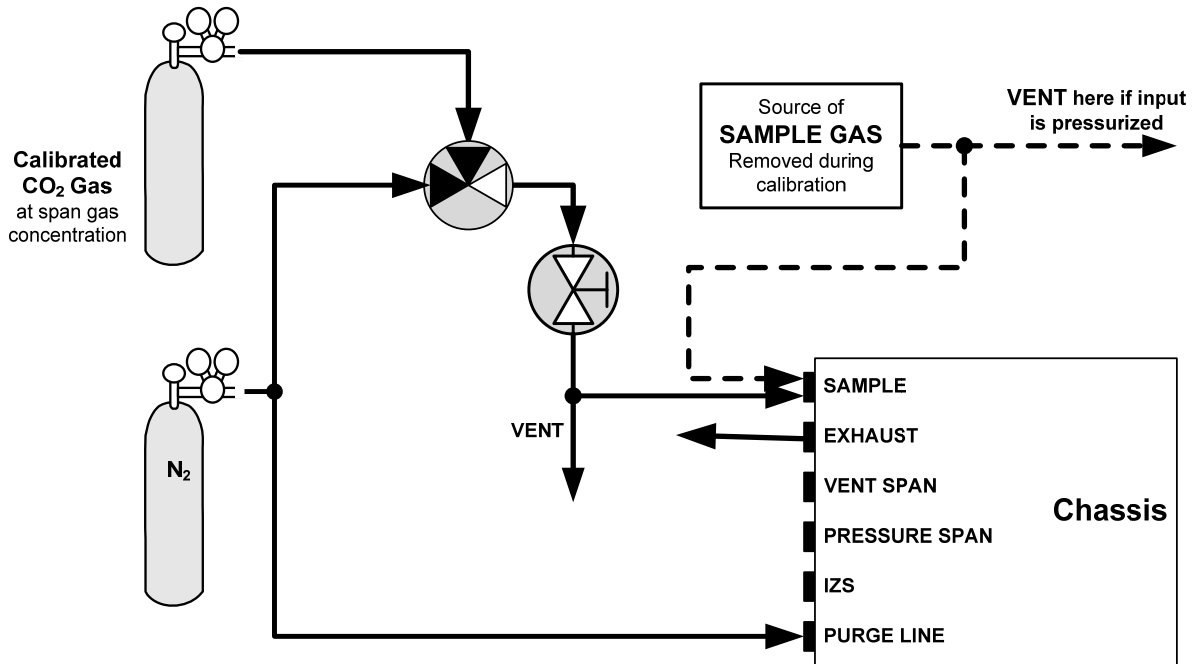 Calibrated
CO₂ Gas
at span gas
concentration
Source of
SAMPLE GAS
Removed during
calibration
VENT here if input
is pressurized
N₂
VENT
SAMPLE
EXHAUST
VENT SPAN
PRESSURE SPAN
IZS
PURGE LINE
Chassis